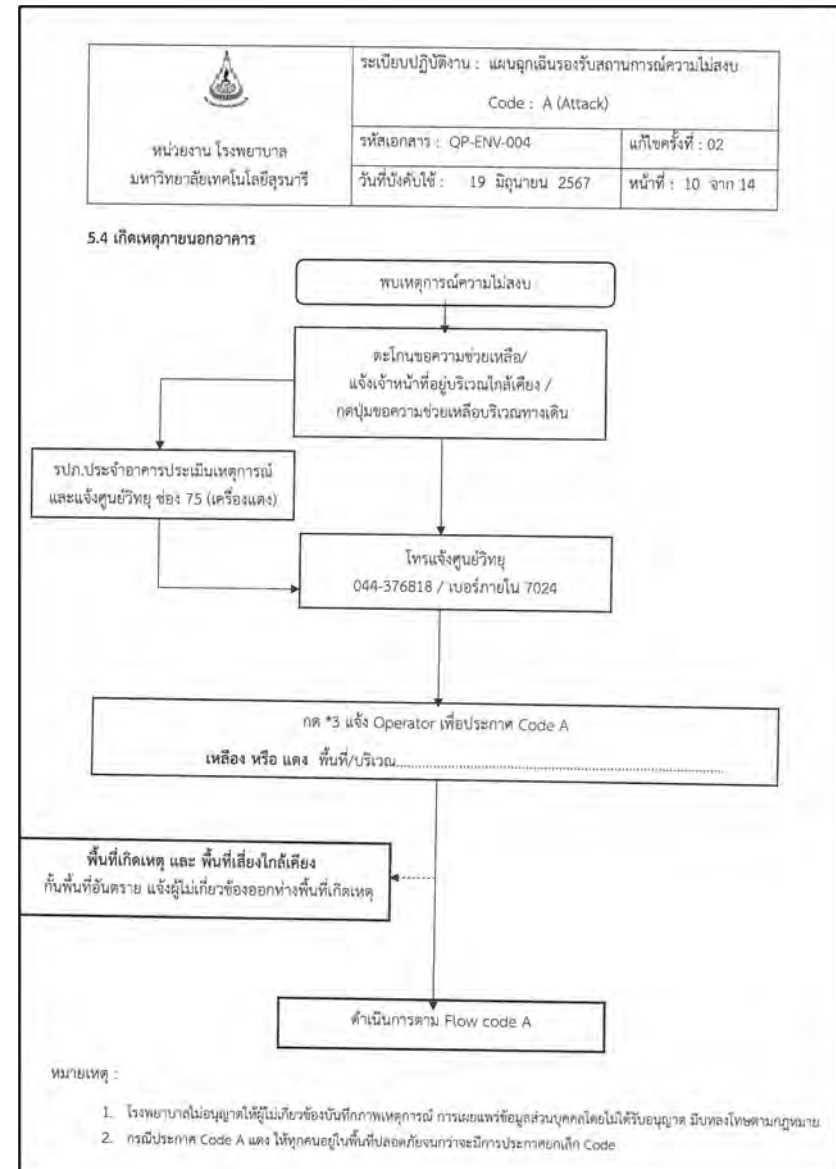 ระเบียบปฏิบัติงาน : แผนฉุกเฉินรองรับสถานการณ์ความไม่สงบ
Code : A (Attack)
หน่วยงาน โรงพยาบาล
มหาวิทยาลัยเทคโนโลยีสุรนารี
รหัสเอกสาร : QP-ENV-004
แก้ไขครั้งที่ : 02
วันที่บังคับใช้ : 19 มิถุนายน 2567
หน้าที่ : 10 จาก 14
5.4 เกิดเหตุภายนอกอาคาร
พบเหตุการณ์ความไม่สงบ
ตะโกนขอความช่วยเหลือ/
แจ้งเจ้าหน้าที่อยู่บริเวณใกล้เคียง /
กดปุ่มขอความช่วยเหลือบริเวณทางเดิน
รปภ.ประจำอาคารประเมินเหตุการณ์
และแจ้งศูนย์วิทยุ ช่อง 75 (เครื่องแดง)
โทรแจ้งศูนย์วิทยุ
044-376818 / เบอร์ภายใน 7024
กด *3 แจ้ง Operator เพื่อประกาศ Code A
เหลือง หรือ แดง พื้นที่/บริเวณ........................................
พื้นที่เกิดเหตุ และ พื้นที่เสี่ยงใกล้เคียง
กั้นพื้นที่อันตราย แจ้งผู้ไม่เกี่ยวข้องออกห่างพื้นที่เกิดเหตุ
ดำเนินการตาม Flow code A
หมายเหตุ :
1. โรงพยาบาลไม่อนุญาตให้ผู้ไม่เกี่ยวข้องบันทึกภาพเหตุการณ์ การเผยแพร่ข้อมูลส่วนบุคคลโดยไม่ได้รับอนุญาต มีบทลงโทษตามกฎหมาย
2. กรณีประกาศ Code A แดง ให้ทุกคนอยู่ในพื้นที่ปลอดภัยจนกว่าจะมีการประกาศยกเลิก Code